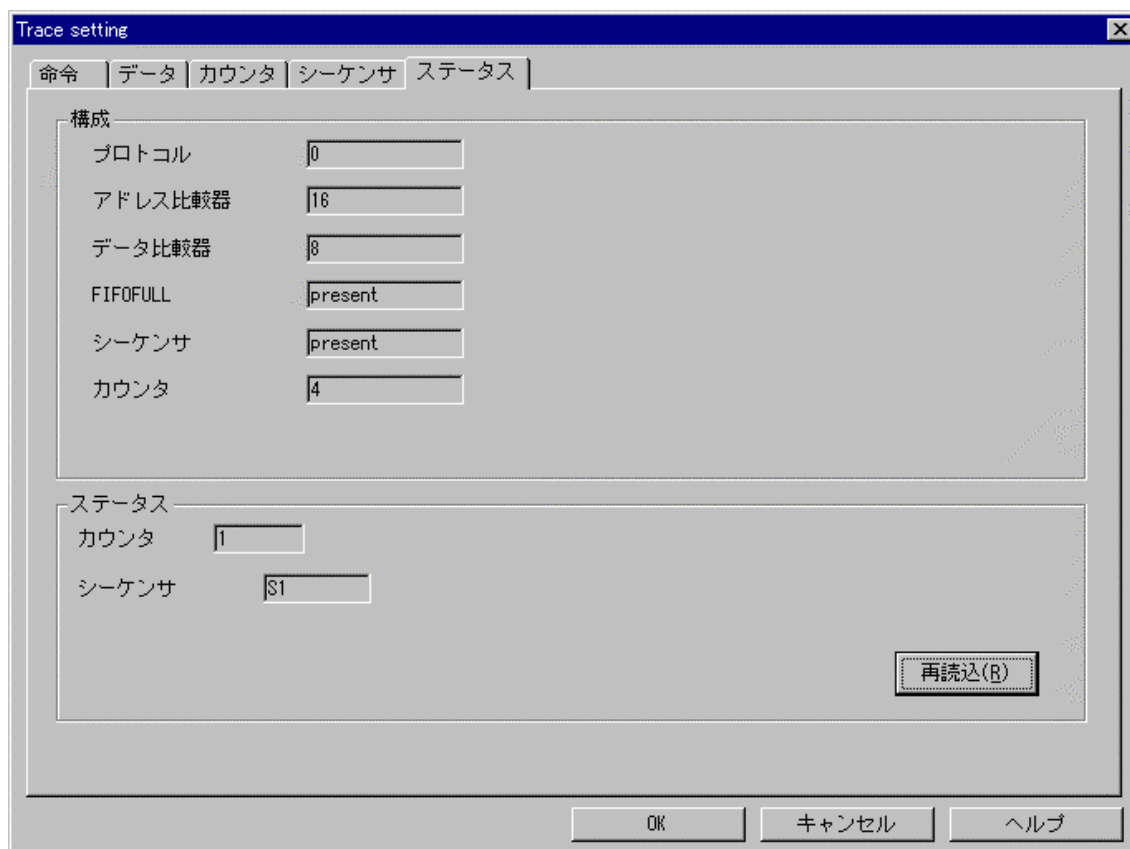 Trace setting
命令 データ カウンタ シーケンサ ステータス
構成
プロトコル 0
アドレス比較器 16
データ比較器 8
FIFOFULL present
シーケンサ present
カウンタ 4
ステータス
カウンタ 1
シーケンサ S1
再読込(R)
OK キャンセル ヘルプ